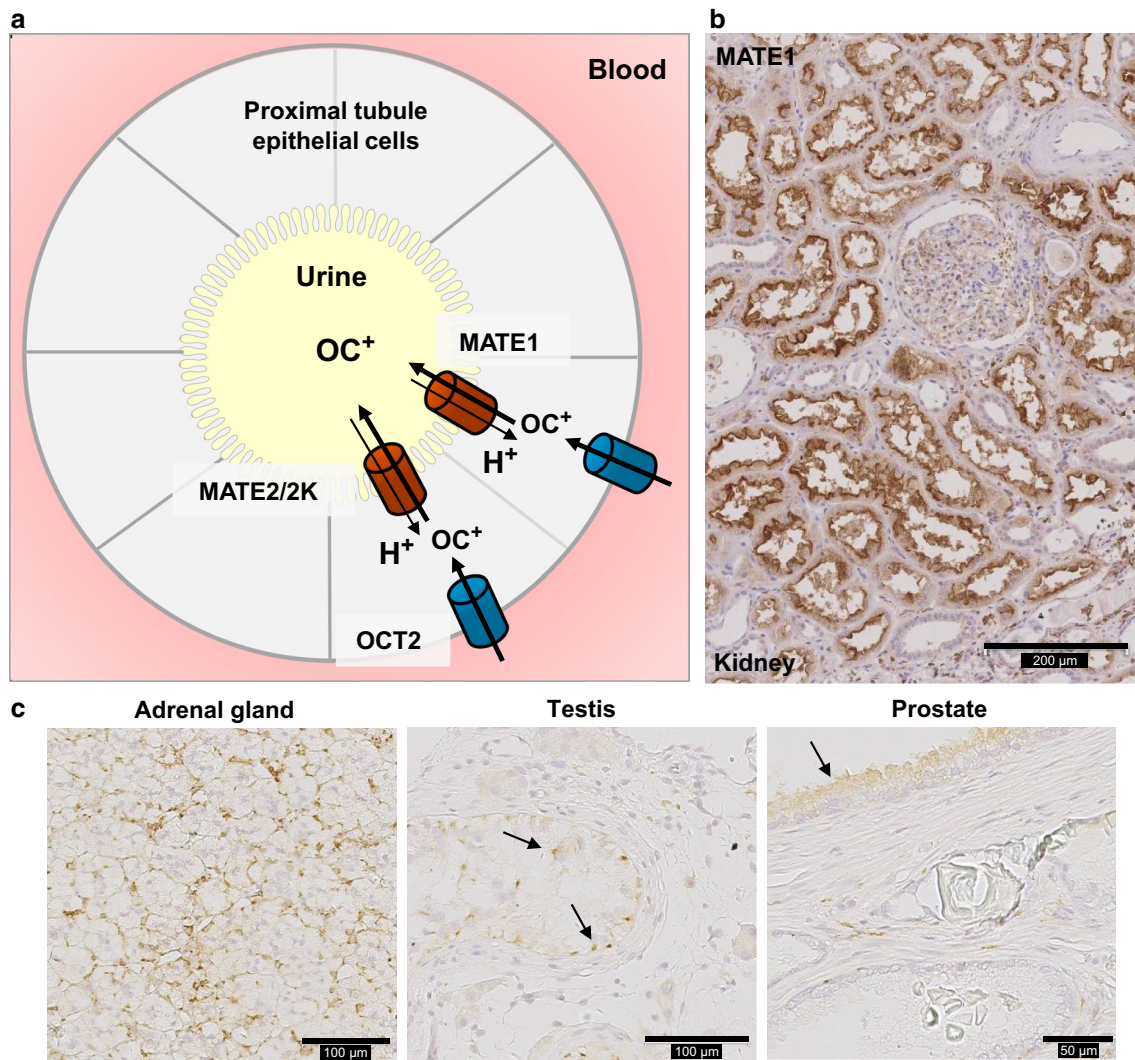 a
Blood
Proximal tubule
epithelial cells
Urine
OC⁺
MATE1
OC⁺
H⁺
MATE2/2K
H⁺
OC⁺
OCT2
b
MATE1
Kidney
200 µm
c
Adrenal gland
100 µm
Testis
100 µm
Prostate
50 µm